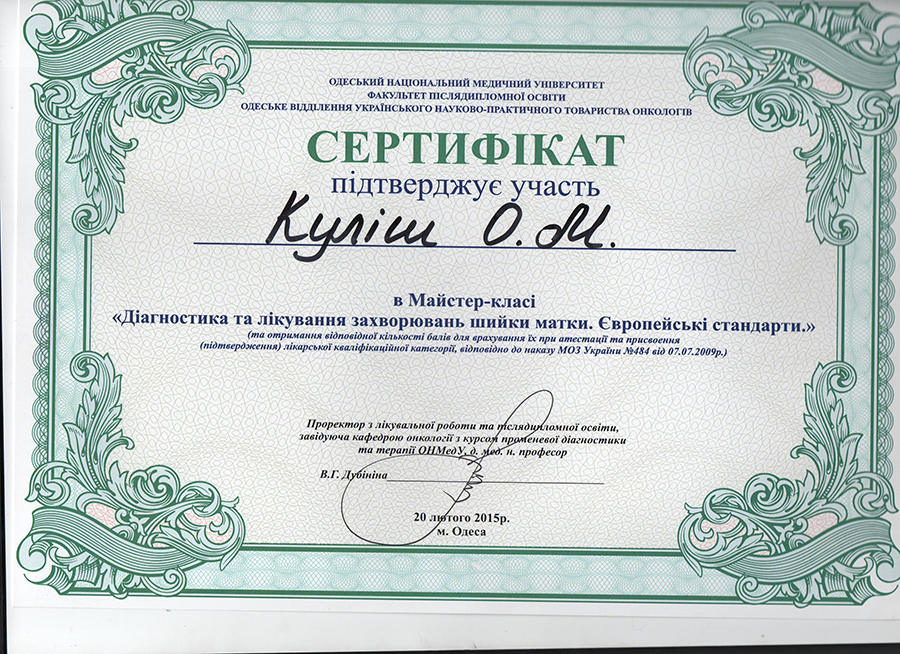 ОДЕСЬКИЙ НАЦІОНАЛЬНИЙ МЕДИЧНИЙ УНІВЕРСИТЕТ
ФАКУЛЬТЕТ ПІСЛЯДИПЛОМНОЇ ОСВІТИ
ОДЕСЬКЕ ВІДДІЛЕННЯ УКРАЇНСЬКОГО НАУКОВО-ПРАКТИЧНОГО ТОВАРИСТВА ОНКОЛОГІВ
СЕРТИФІКАТ
підтверджує участь
Куліш О.М.
в Майстер-класі
«Діагностика та лікування захворювань шийки матки. Європейські стандарти.»
(та отримання відповідної кількості балів для врахування їх при атестації та присвоення
(підтвердження) лікарської кваліфікаційної категорії, відповідно до наказу МОЗ України №484 від 07.07.2009р.)
Проректор з лікувальної роботи та післядипломної освіти,
завідуюча кафедрою онкології з курсом променевої діагностики
та терапії ОНМедУ, д. мед. н. професор
В.Г. Дубініна
20 лютого 2015р.
м. Одеса